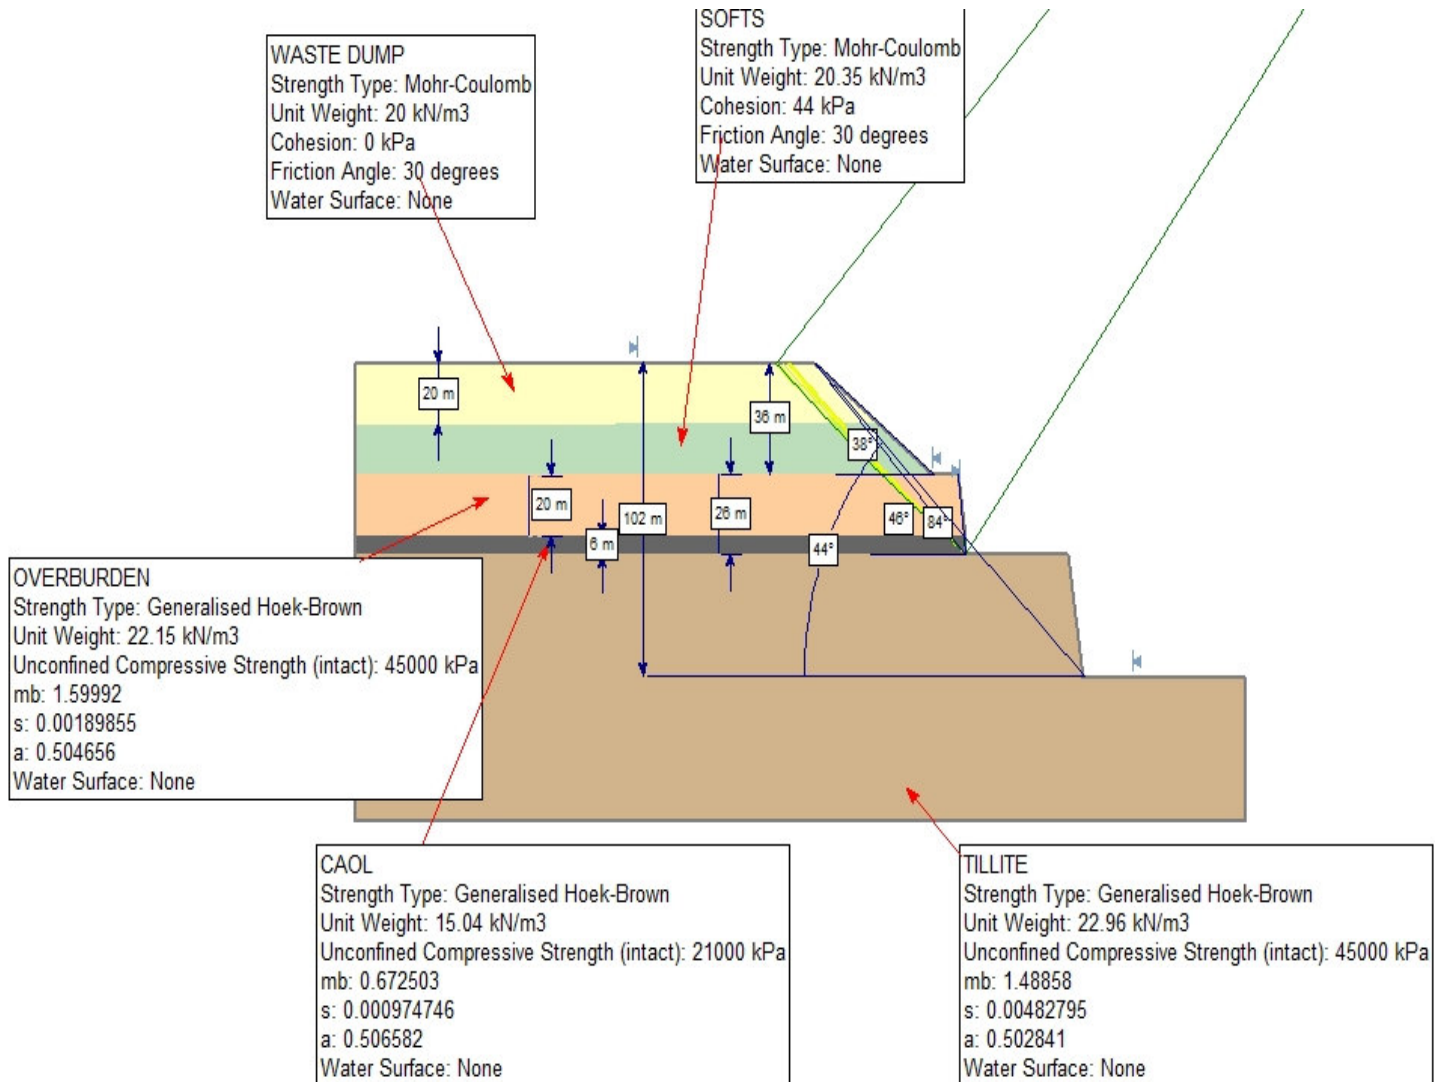 SOFTS
Strength Type: Mohr-Coulomb
Unit Weight: 20.35 kN/m3
Cohesion: 44 kPa
Friction Angle: 30 degrees
Water Surface: None
WASTE DUMP
Strength Type: Mohr-Coulomb
Unit Weight: 20 kN/m3
Cohesion: 0 kPa
Friction Angle: 30 degrees
Water Surface: None
20 m
36 m
38°
20 m
102 m
26 m
46°
84°
6 m
44°
OVERBURDEN
Strength Type: Generalised Hoek-Brown
Unit Weight: 22.15 kN/m3
Unconfined Compressive Strength (intact): 45000 kPa
mb: 1.59992
s: 0.00189855
a: 0.504656
Water Surface: None
CAOL
Strength Type: Generalised Hoek-Brown
Unit Weight: 15.04 kN/m3
Unconfined Compressive Strength (intact): 21000 kPa
mb: 0.672503
s: 0.000974746
a: 0.506582
Water Surface: None
TILLITE
Strength Type: Generalised Hoek-Brown
Unit Weight: 22.96 kN/m3
Unconfined Compressive Strength (intact): 45000 kPa
mb: 1.48858
s: 0.00482795
a: 0.502841
Water Surface: None